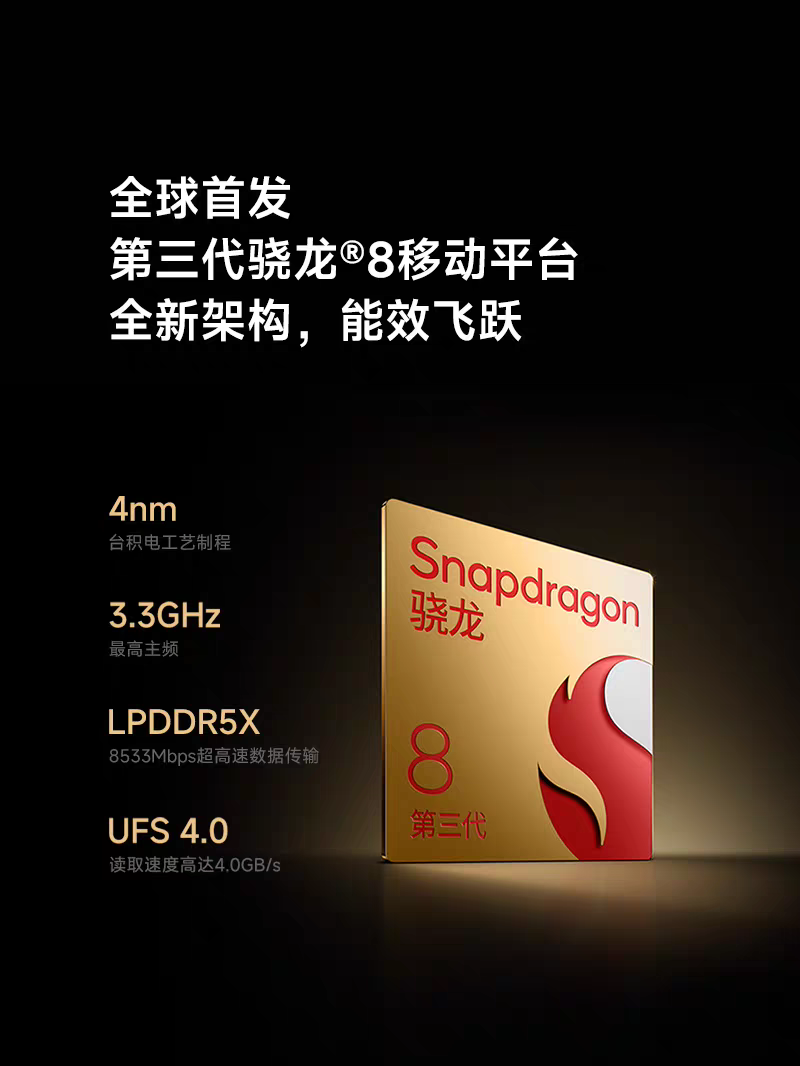 全球首发
第三代骁龙®8移动平台
全新架构，能效飞跃
4nm
台积电工艺制程
3.3GHz
最高主频
LPDDR5X
8533Mbps超高速数据传输
UFS 4.0
读取速度高达4.0GB/s
Snapdragon
骁龙
8
第三代